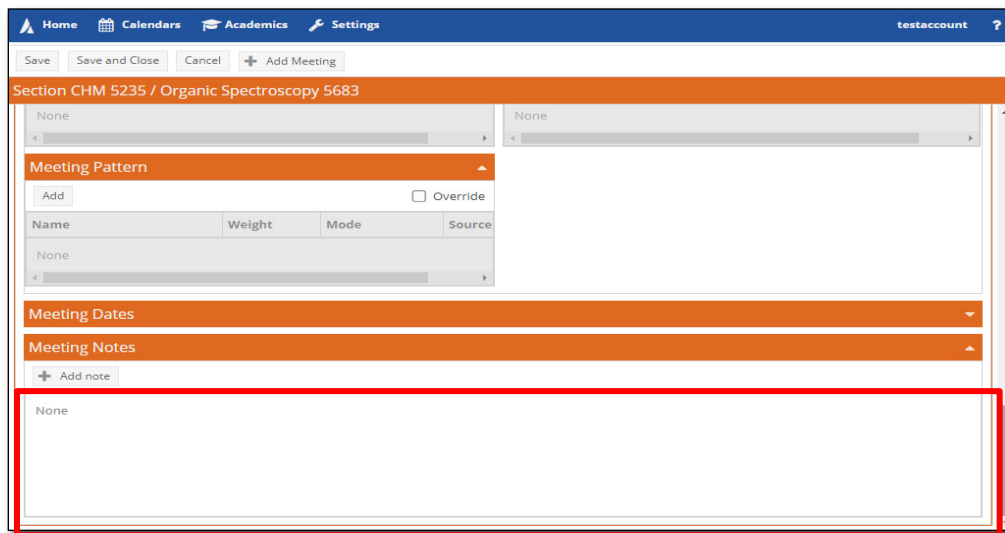 Home Calendars Academics Settings testaccount ?
Save Save and Close Cancel Add Meeting
Section CHM 5235 / Organic Spectroscopy 5683
None None
Meeting Pattern
Add Override
Name Weight Mode Source
None
Meeting Dates
Meeting Notes
Add note
None